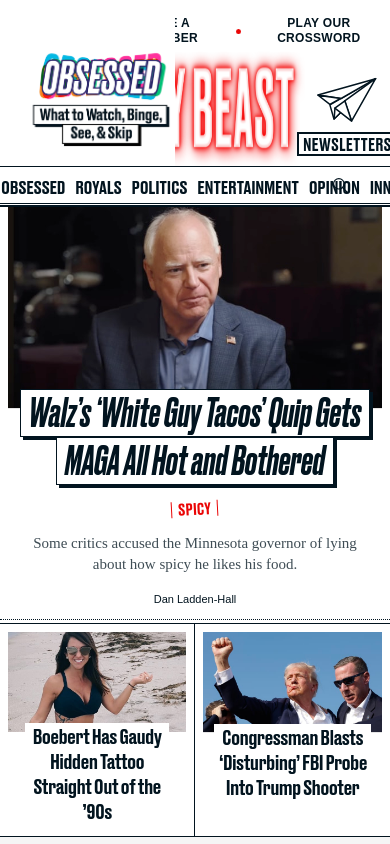 E A
BER
PLAY OUR
CROSSWORD
OBSESSED
What to Watch, Binge,
See, & Skip
Y BEAST
NEWSLETTERS
OBSESSED ROYALS POLITICS ENTERTAINMENT OPINION INN
Walz's ‘White Guy Tacos’ Quip Gets
MAGA All Hot and Bothered
SPICY
Some critics accused the Minnesota governor of lying
about how spicy he likes his food.
Dan Ladden-Hall
Boebert Has Gaudy
Hidden Tattoo
Straight Out of the
’90s
Congressman Blasts
‘Disturbing’ FBI Probe
Into Trump Shooter